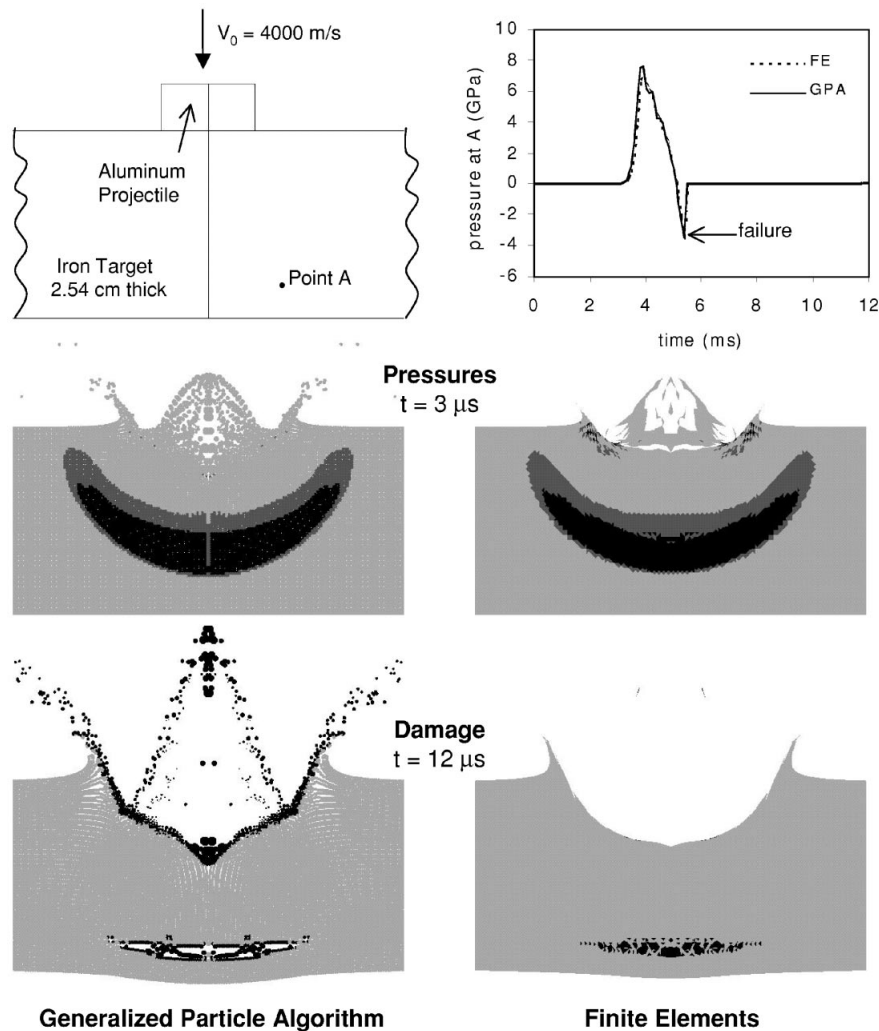 V0 = 4000 m/s
Aluminum
Projectile
Iron Target
2.54 cm thick
Point A
pressure at A (GPa)
10
8
6
4
2
0
-2
-4
-6
FE
GPA
failure
0 2 4 6 8 10 12
time (ms)
Pressures
t = 3 μs
Damage
t = 12 μs
Generalized Particle Algorithm
Finite Elements